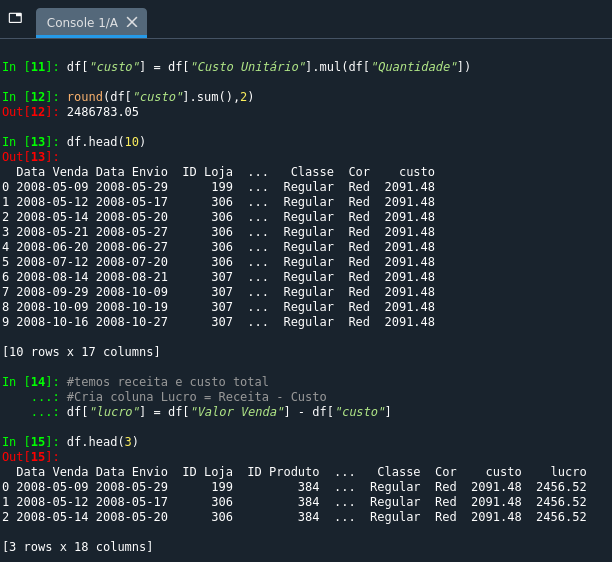 Console 1/A
In [11]: df["custo"] = df["Custo Unitário"].mul(df["Quantidade"])
In [12]: round(df["custo"].sum(),2)
Out[12]: 2486783.05
In [13]: df.head(10)
Out[13]:
  Data Venda Data Envio  ID Loja  ...   Classe  Cor    custo
0 2008-05-09 2008-05-29      199  ...  Regular  Red  2091.48
1 2008-05-12 2008-05-17      306  ...  Regular  Red  2091.48
2 2008-05-14 2008-05-20      306  ...  Regular  Red  2091.48
3 2008-05-21 2008-05-27      306  ...  Regular  Red  2091.48
4 2008-06-20 2008-06-27      306  ...  Regular  Red  2091.48
5 2008-07-12 2008-07-20      306  ...  Regular  Red  2091.48
6 2008-08-14 2008-08-21      307  ...  Regular  Red  2091.48
7 2008-09-29 2008-10-09      307  ...  Regular  Red  2091.48
8 2008-10-09 2008-10-19      307  ...  Regular  Red  2091.48
9 2008-10-16 2008-10-27      307  ...  Regular  Red  2091.48
[10 rows x 17 columns]
In [14]: #temos receita e custo total
    ...: #Cria coluna Lucro = Receita - Custo
    ...: df["lucro"] = df["Valor Venda"] - df["custo"]
In [15]: df.head(3)
Out[15]:
  Data Venda Data Envio  ID Loja  ID Produto  ...   Classe  Cor    custo    lucro
0 2008-05-09 2008-05-29      199         384  ...  Regular  Red  2091.48  2456.52
1 2008-05-12 2008-05-17      306         384  ...  Regular  Red  2091.48  2456.52
2 2008-05-14 2008-05-20      306         384  ...  Regular  Red  2091.48  2456.52
[3 rows x 18 columns]